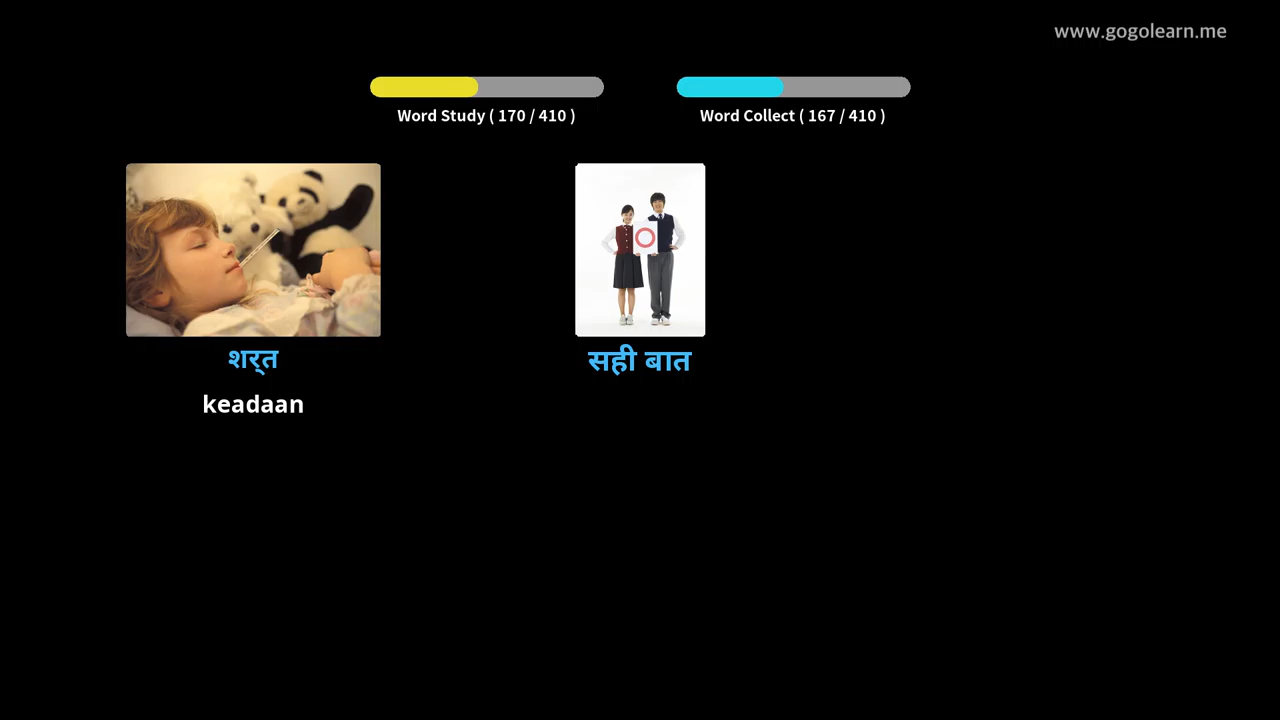 www.gogolearn.me
Word Study ( 170 / 410 )
Word Collect ( 167 / 410 )
शर्त
सही बात
keadaan